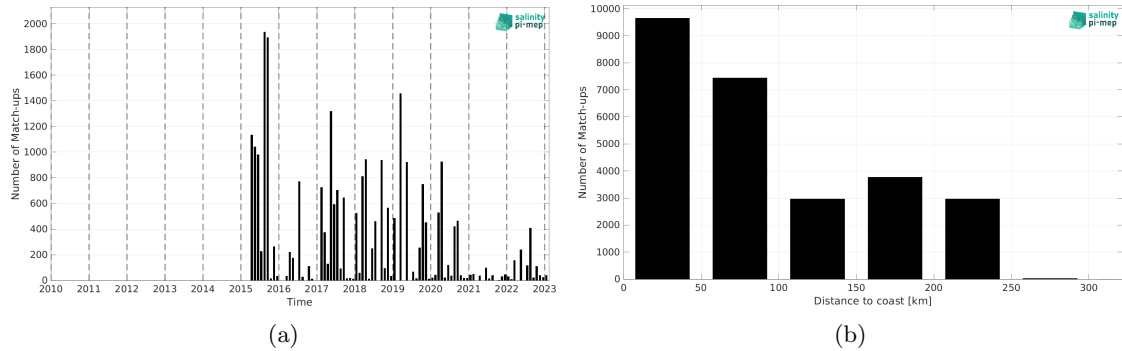 salinity
pi-mep
Number of Match-ups
2000
1800
1600
1400
1200
1000
800
600
400
200
0
2010 2011 2012 2013 2014 2015 2016 2017 2018 2019 2020 2021 2022 2023
Time
(a)
salinity
pi-mep
Number of Match-ups
10000
9000
8000
7000
6000
5000
4000
3000
2000
1000
0
0 50 100 150 200 250 300
Distance to coast [km]
(b)